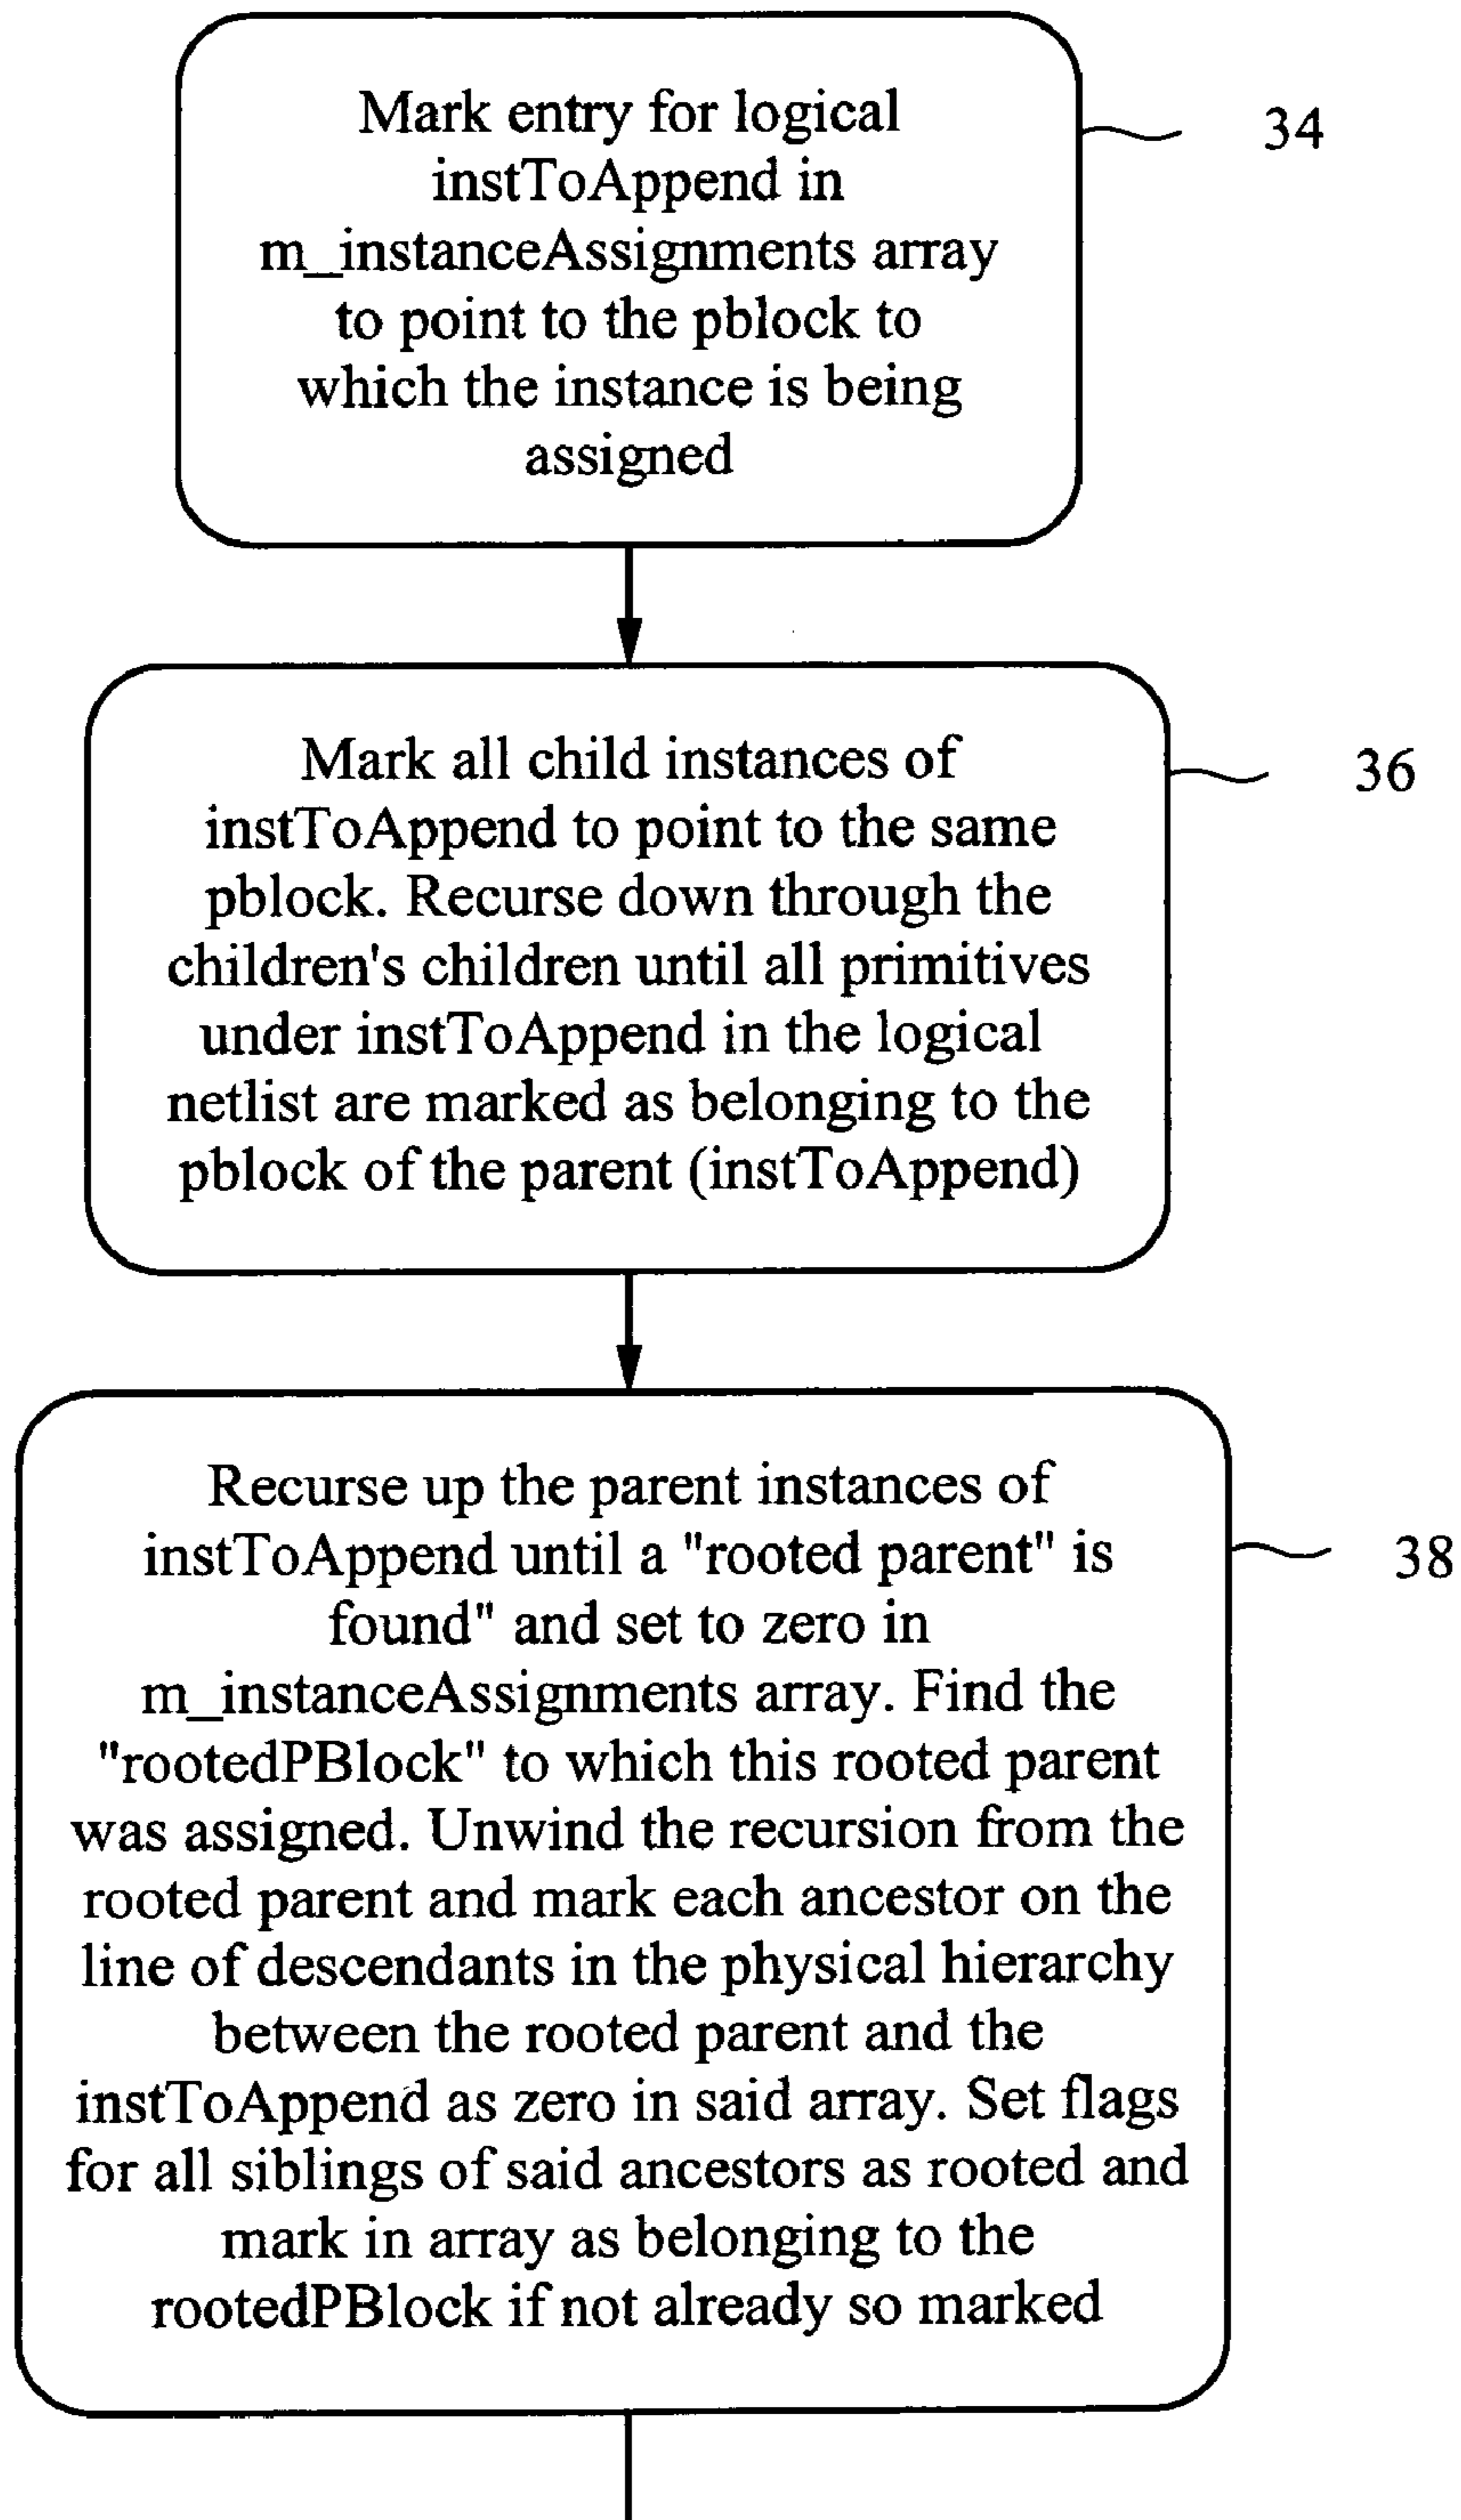 Mark entry for logical
instToAppend in
m_instanceAssignments array
to point to the pblock to
which the instance is being
assigned
34
Mark all child instances of
instToAppend to point to the same
pblock. Recurse down through the
children's children until all primitives
under instToAppend in the logical
netlist are marked as belonging to the
pblock of the parent (instToAppend)
36
Recurse up the parent instances of
instToAppend until a "rooted parent" is
found" and set to zero in
m_instanceAssignments array. Find the
"rootedPBlock" to which this rooted parent
was assigned. Unwind the recursion from the
rooted parent and mark each ancestor on the
line of descendants in the physical hierarchy
between the rooted parent and the
instToAppend as zero in said array. Set flags
for all siblings of said ancestors as rooted and
mark in array as belonging to the
rootedPBlock if not already so marked
38